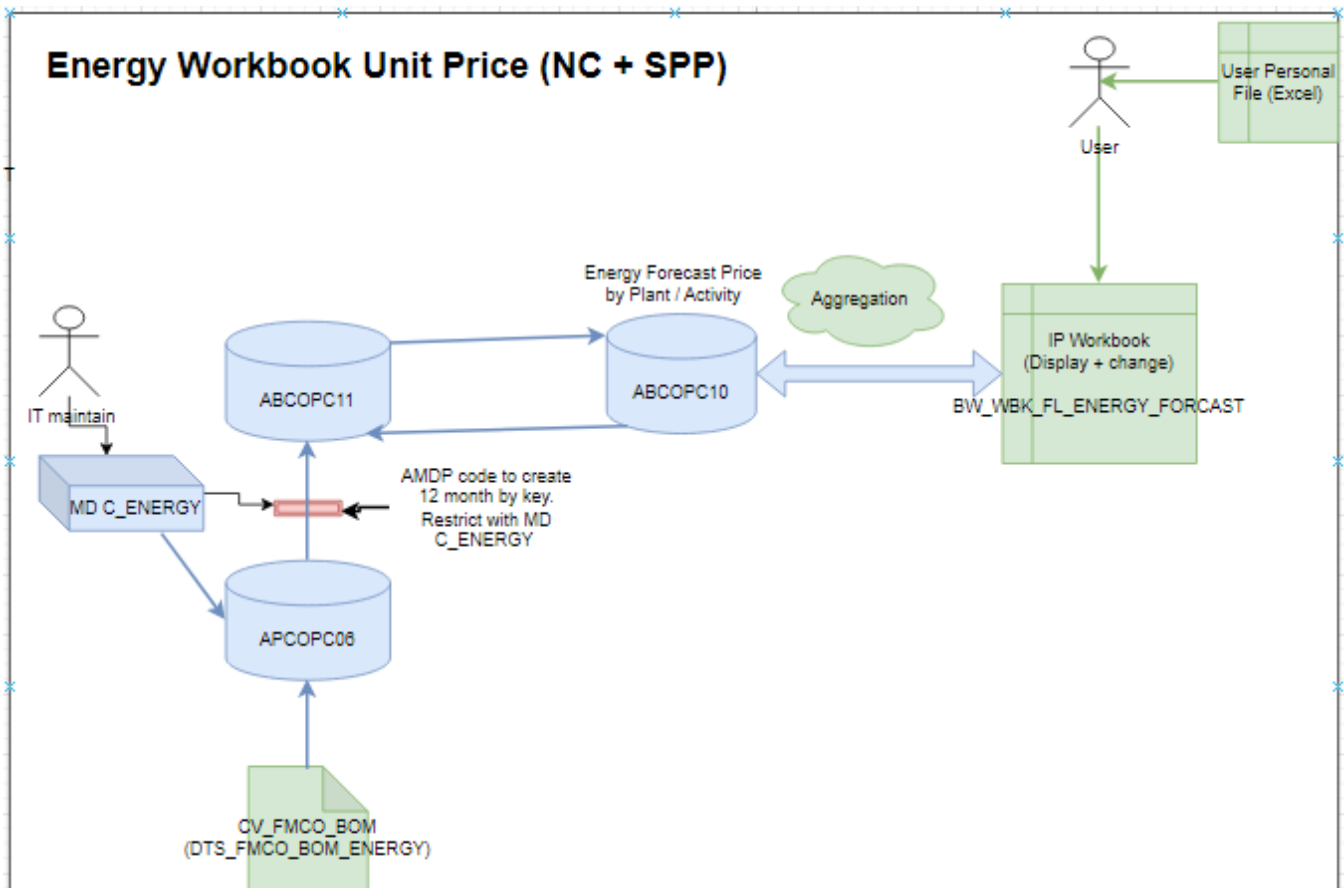 Energy Workbook Unit Price (NC + SPP)
User Personal
File (Excel)
User
T
Energy Forecast Price
by Plant / Activity
Aggregation
IP Workbook
(Display + change)
BW_WBK_FL_ENERGY_FORCAST
ABCOPC11
ABCOPC10
IT maintain
MD C_ENERGY
AMDP code to create
12 month by key.
Restrict with MD
C_ENERGY
APCOPC06
CV_FMCO_BOM
(DTS_FMCO_BOM_ENERGY)